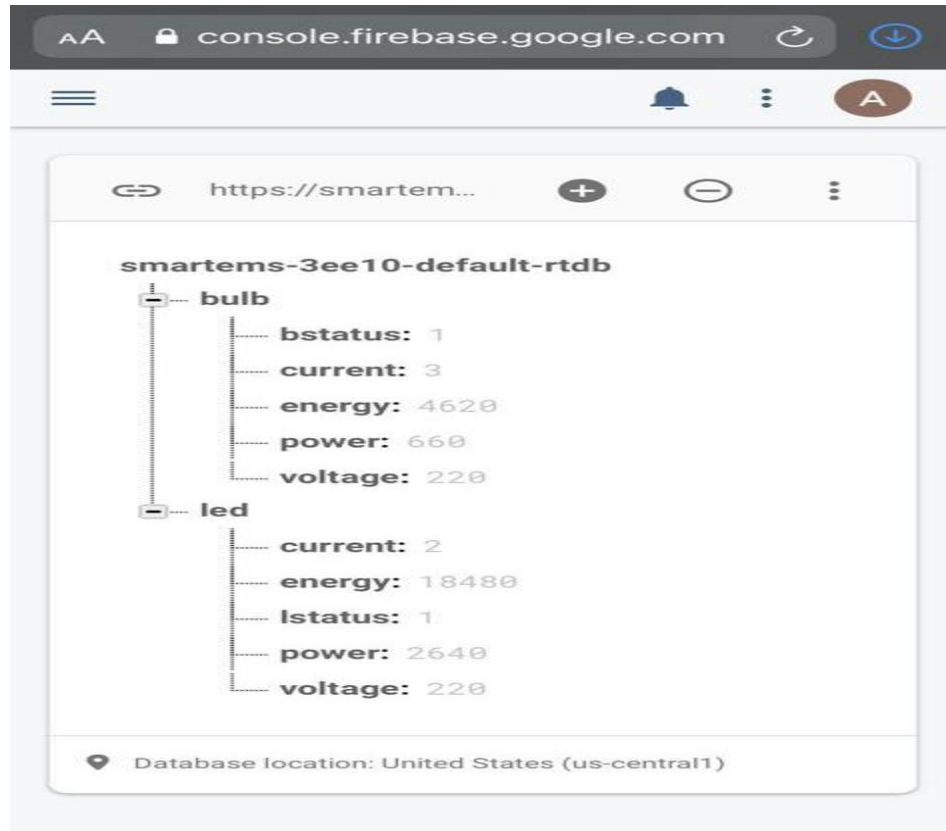 AA console.firebase.google.com
A
https://smartem...
smartems-3ee10-default-rtdb
bulb
bstatus: 1
current: 3
energy: 4620
power: 660
voltage: 220
led
current: 2
energy: 18480
lstatus: 1
power: 2640
voltage: 220
Database location: United States (us-central1)